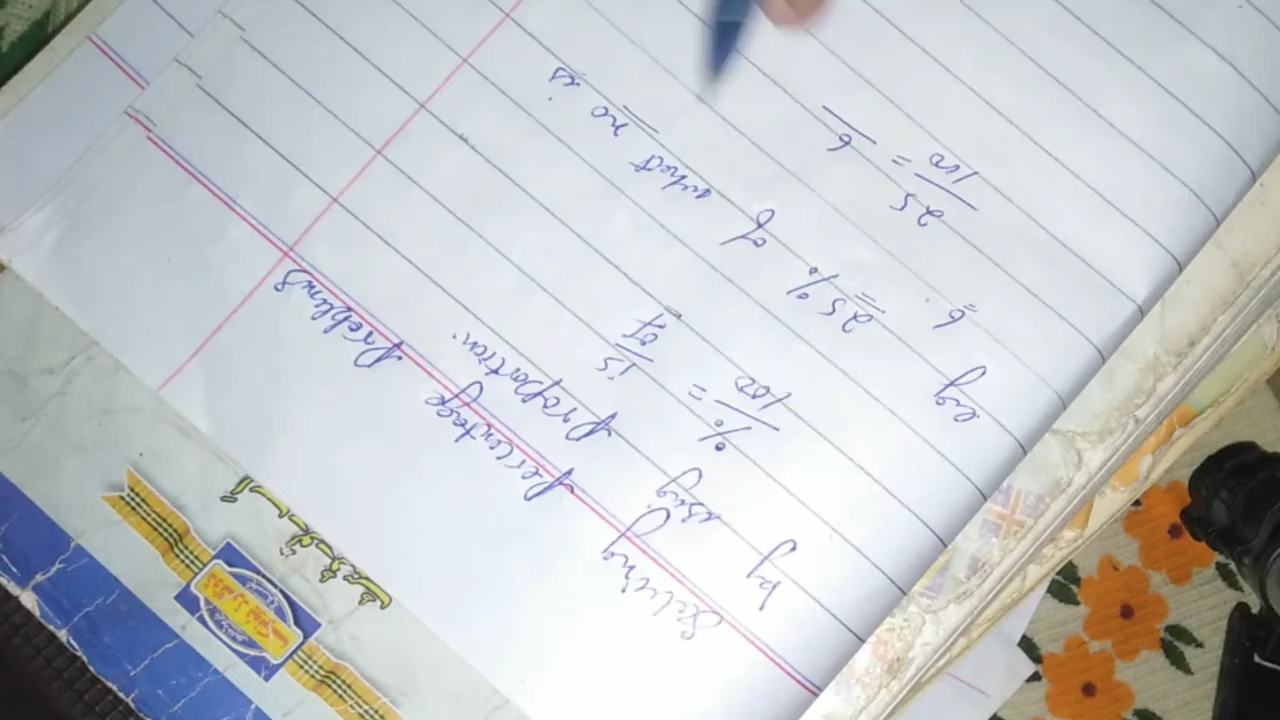 Solving percentage Problems
by using proportion:
%/100 = is/of
eg 25% of what no is
6.
25/100 = 6/